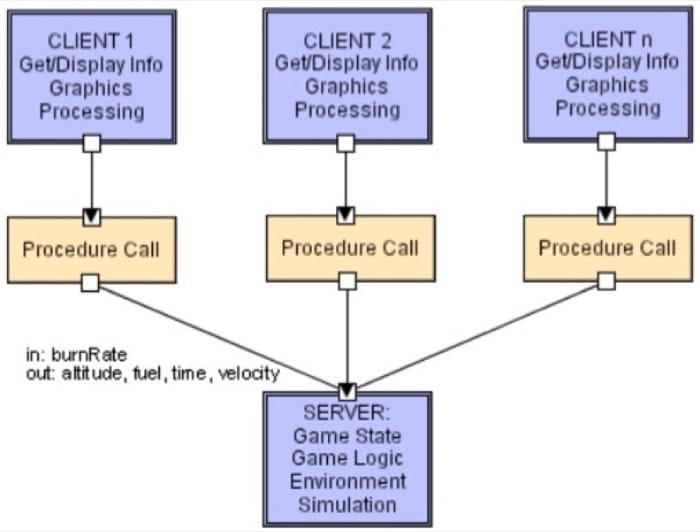 CLIENT 1
Get/Display Info
Graphics
Processing
CLIENT 2
Get/Display Info
Graphics
Processing
CLIENT n
Get/Display Info
Graphics
Processing
Procedure Call
Procedure Call
Procedure Call
in: burnRate
out: altitude, fuel, time, velocity
SERVER:
Game State
Game Logic
Environment
Simulation